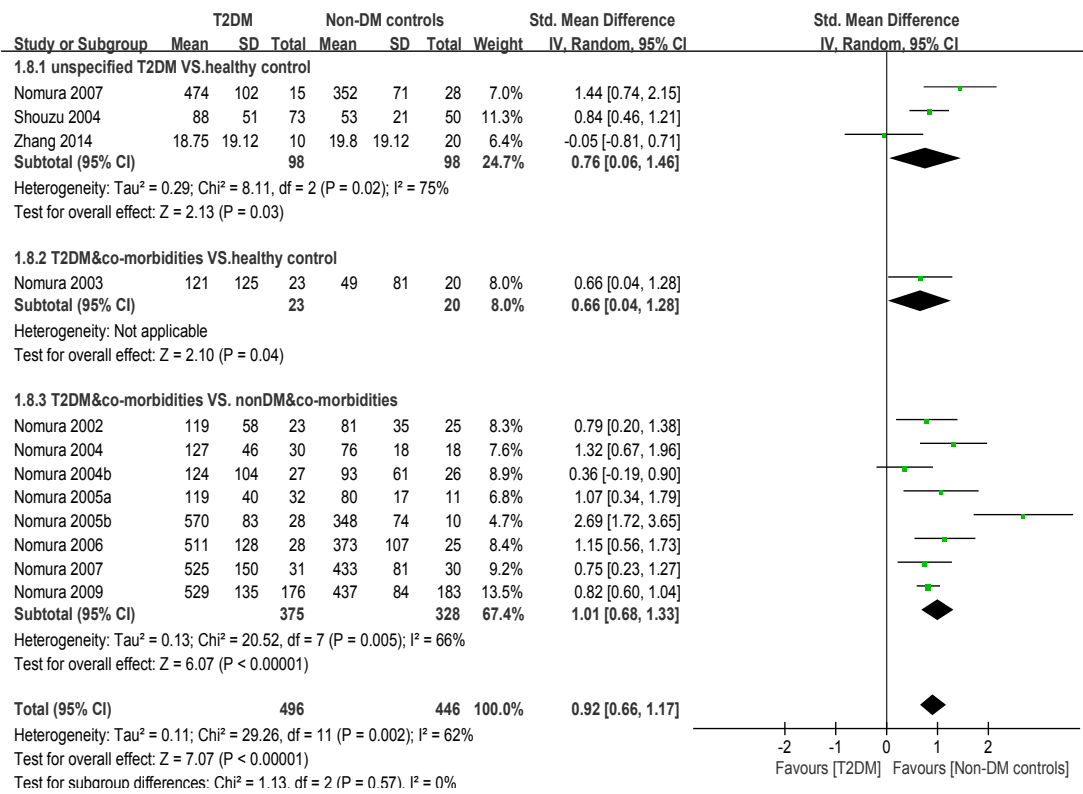 T2DM Non-DM controls Std. Mean Difference Std. Mean Difference
Study or Subgroup Mean SD Total Mean SD Total Weight IV, Random, 95% CI IV, Random, 95% CI
1.8.1 unspecified T2DM VS.healthy control
Nomura 2007 474 102 15 352 71 28 7.0% 1.44 [0.74, 2.15]
Shouzu 2004 88 51 73 53 21 50 11.3% 0.84 [0.46, 1.21]
Zhang 2014 18.75 19.12 10 19.8 19.12 20 6.4% -0.05 [-0.81, 0.71]
Subtotal (95% CI) 98 98 24.7% 0.76 [0.06, 1.46]
Heterogeneity: Tau² = 0.29; Chi² = 8.11, df = 2 (P = 0.02); I² = 75%
Test for overall effect: Z = 2.13 (P = 0.03)
1.8.2 T2DM&co-morbidities VS.healthy control
Nomura 2003 121 125 23 49 81 20 8.0% 0.66 [0.04, 1.28]
Subtotal (95% CI) 23 20 8.0% 0.66 [0.04, 1.28]
Heterogeneity: Not applicable
Test for overall effect: Z = 2.10 (P = 0.04)
1.8.3 T2DM&co-morbidities VS. nonDM&co-morbidities
Nomura 2002 119 58 23 81 35 25 8.3% 0.79 [0.20, 1.38]
Nomura 2004 127 46 30 76 18 18 7.6% 1.32 [0.67, 1.96]
Nomura 2004b 124 104 27 93 61 26 8.9% 0.36 [-0.19, 0.90]
Nomura 2005a 119 40 32 80 17 11 6.8% 1.07 [0.34, 1.79]
Nomura 2005b 570 83 28 348 74 10 4.7% 2.69 [1.72, 3.65]
Nomura 2006 511 128 28 373 107 25 8.4% 1.15 [0.56, 1.73]
Nomura 2007 525 150 31 433 81 30 9.2% 0.75 [0.23, 1.27]
Nomura 2009 529 135 176 437 84 183 13.5% 0.82 [0.60, 1.04]
Subtotal (95% CI) 375 328 67.4% 1.01 [0.68, 1.33]
Heterogeneity: Tau² = 0.13; Chi² = 20.52, df = 7 (P = 0.005); I² = 66%
Test for overall effect: Z = 6.07 (P < 0.00001)
Total (95% CI) 496 446 100.0% 0.92 [0.66, 1.17]
Heterogeneity: Tau² = 0.11; Chi² = 29.26, df = 11 (P = 0.002); I² = 62%
Test for overall effect: Z = 7.07 (P < 0.00001)
Test for subgroup differences: Chi² = 1.13, df = 2 (P = 0.57), I² = 0%
-2 -1 0 1 2
Favours [T2DM] Favours [Non-DM controls]